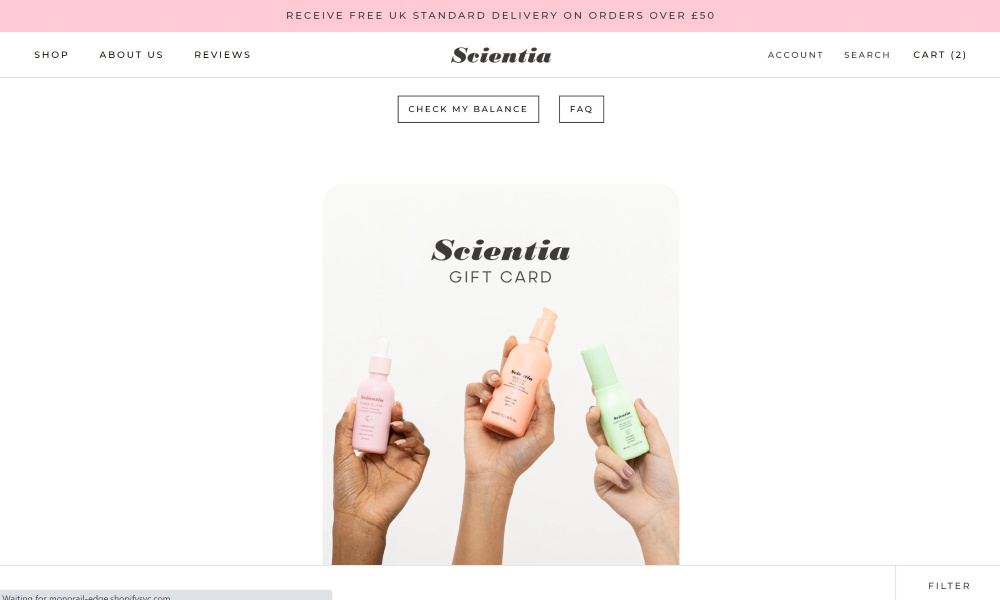 RECEIVE FREE UK STANDARD DELIVERY ON ORDERS OVER £50
SHOP ABOUT US REVIEWS Scientia ACCOUNT SEARCH CART (2)
CHECK MY BALANCE FAQ
Scientia
GIFT CARD
Scientia
Scientia
Scientia
FILTER
Waiting for monorail-edge.shopifysvc.com